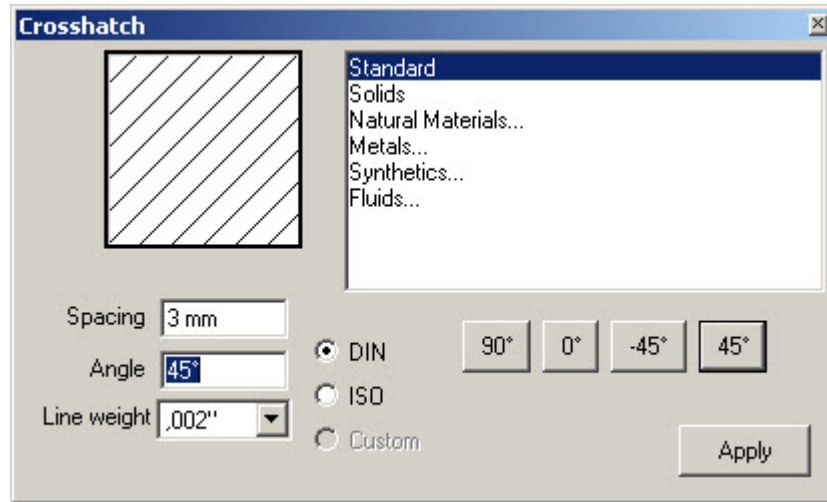 Crosshatch
Standard
Solids
Natural Materials...
Metals...
Synthetics...
Fluids...
Spacing 3 mm
Angle 45°
Line weight ,002"
DIN
ISO
Custom
90° 0° -45° 45°
Apply